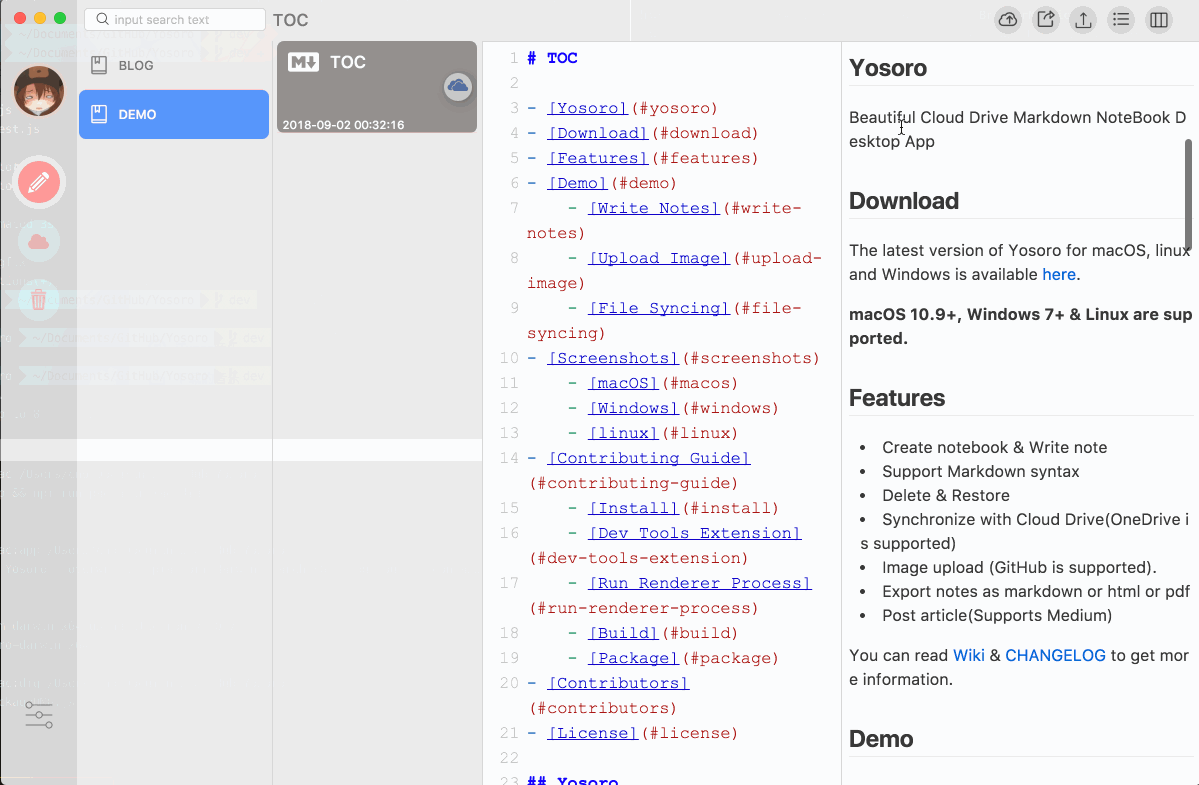 input search text
TOC
BLOG
DEMO
M
TOC
2018-09-02 00:32:16
1 # TOC
2
3 - [Yosoro](#yosoro)
4 - [Download](#download)
5 - [Features](#features)
6 - [Demo](#demo)
7 - [Write Notes](#write-
notes)
8 - [Upload Image](#upload-
image)
9 - [File Syncing](#file-
syncing)
10 - [Screenshots](#screenshots)
11 - [macOS](#macos)
12 - [Windows](#windows)
13 - [linux](#linux)
14 - [Contributing Guide]
(#contributing-guide)
15 - [Install](#install)
16 - [Dev Tools Extension]
(#dev-tools-extension)
17 - [Run Renderer Process]
(#run-renderer-process)
18 - [Build](#build)
19 - [Package](#package)
20 - [Contributors]
(#contributors)
21 - [License](#license)
22
23 ## Yosoro
Yosoro
Beautiful Cloud Drive Markdown NoteBook D
esktop App
Download
The latest version of Yosoro for macOS, linux
and Windows is available here.
macOS 10.9+, Windows 7+ & Linux are sup
ported.
Features
• Create notebook & Write note
• Support Markdown syntax
• Delete & Restore
• Synchronize with Cloud Drive(OneDrive i
s supported)
• Image upload (GitHub is supported).
• Export notes as markdown or html or pdf
• Post article(Supports Medium)
You can read Wiki & CHANGELOG to get mor
e information.
Demo